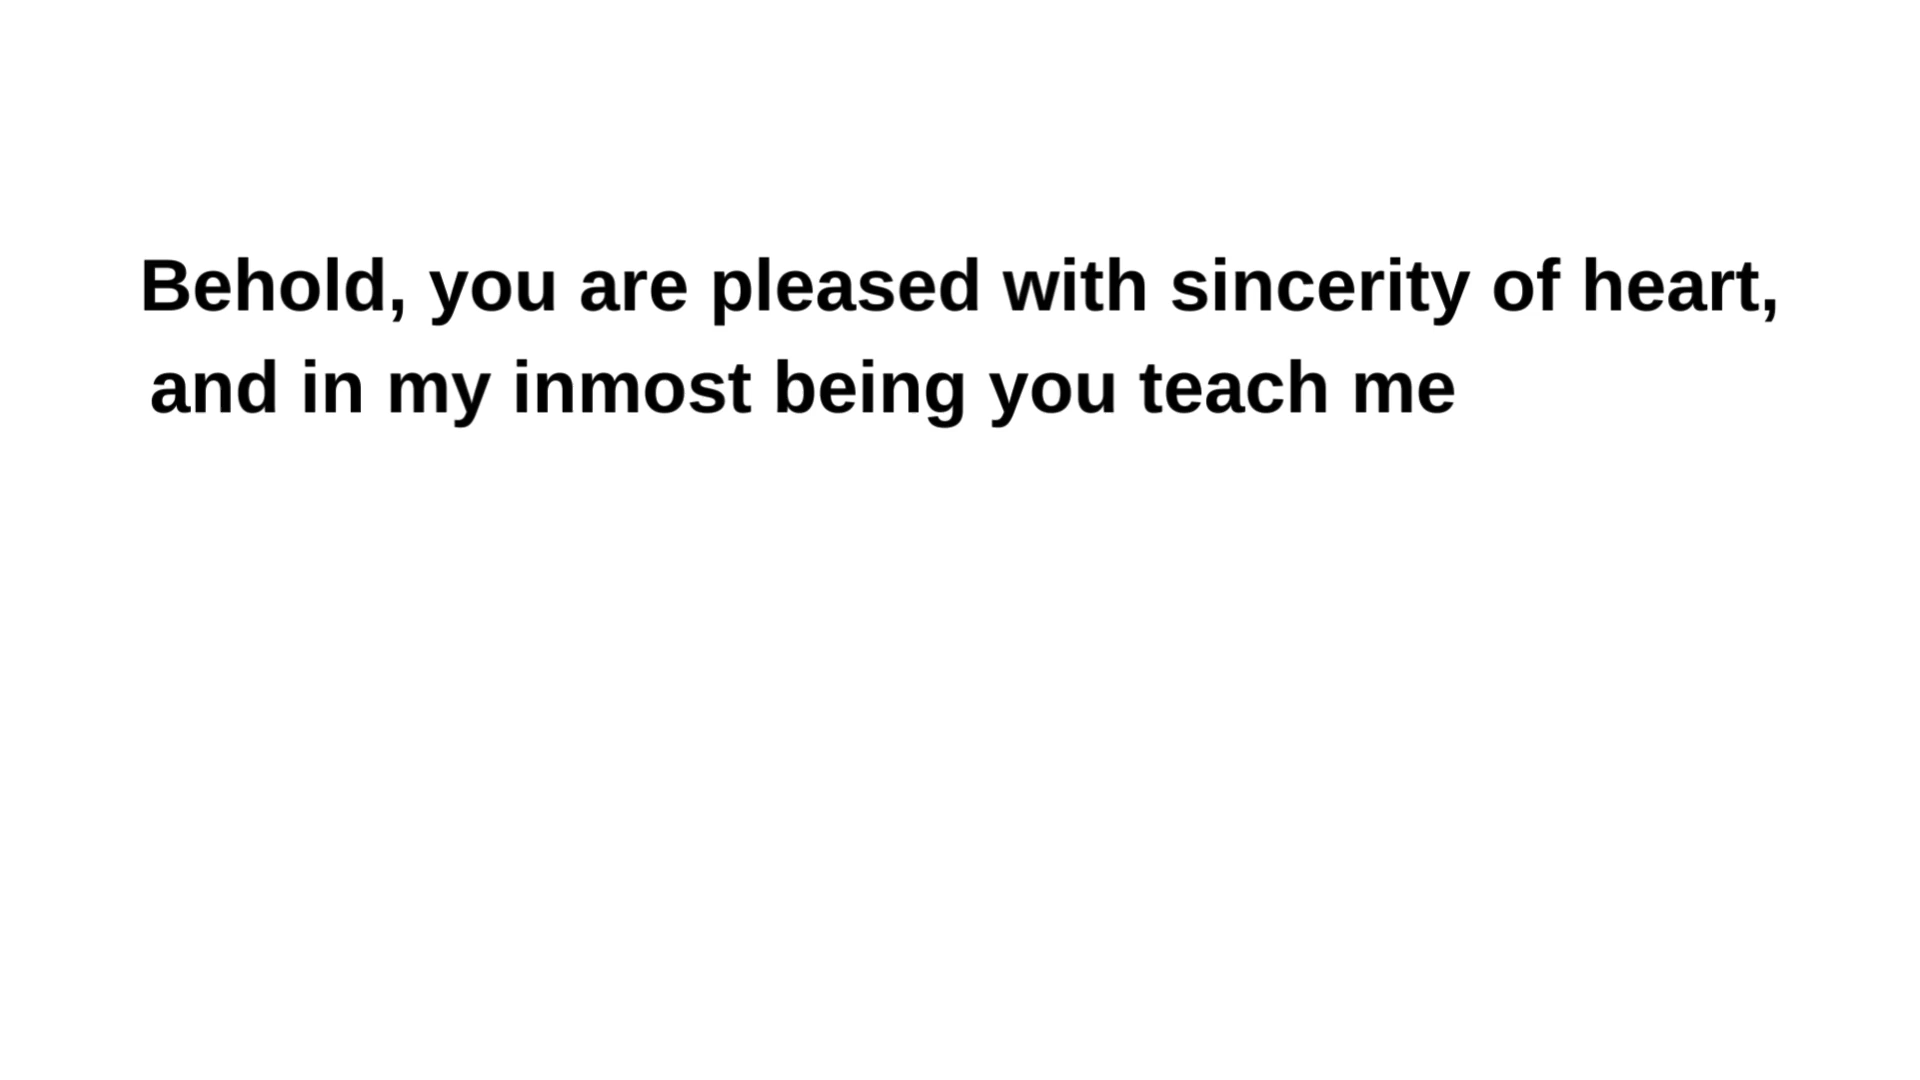 Behold, you are pleased with sincerity of heart,
and in my inmost being you teach me